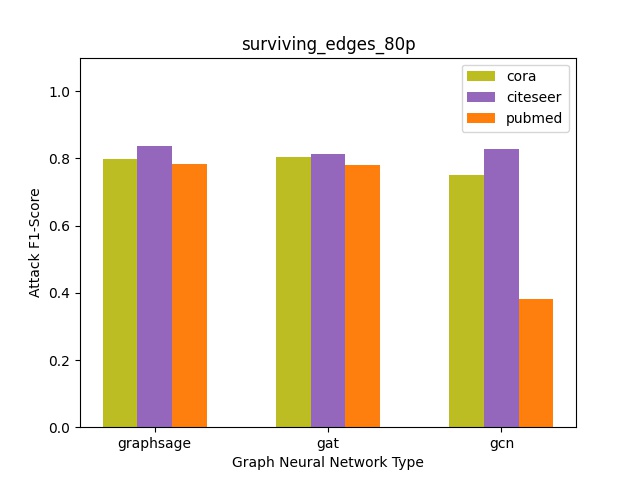 surviving_edges_80p
cora
citeseer
pubmed
1.0
0.8
0.6
0.4
0.2
0.0
Attack F1-Score
graphsage
gat
gcn
Graph Neural Network Type